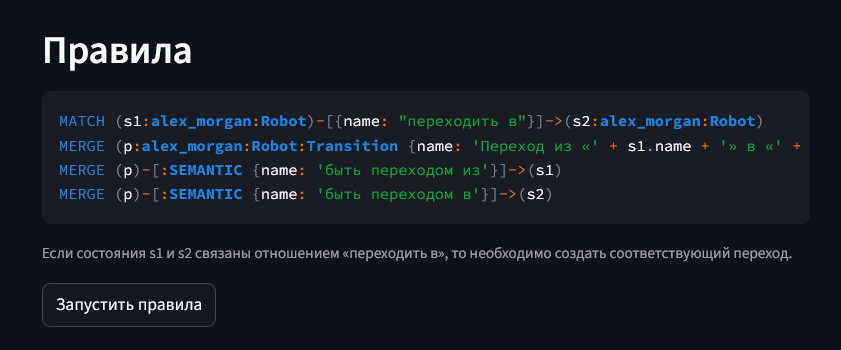 Правила
MATCH (s1:alex_morgan:Robot)-[{name: "переходить в"}]->(s2:alex_morgan:Robot)
MERGE (p:alex_morgan:Robot:Transition {name: 'Переход из «' + s1.name + '» в «' +
MERGE (p)-[:SEMANTIC {name: 'быть переходом из'}]->(s1)
MERGE (p)-[:SEMANTIC {name: 'быть переходом в'}]->(s2)
Если состояния s1 и s2 связаны отношением «переходить в», то необходимо создать соответствующий переход.
Запустить правила